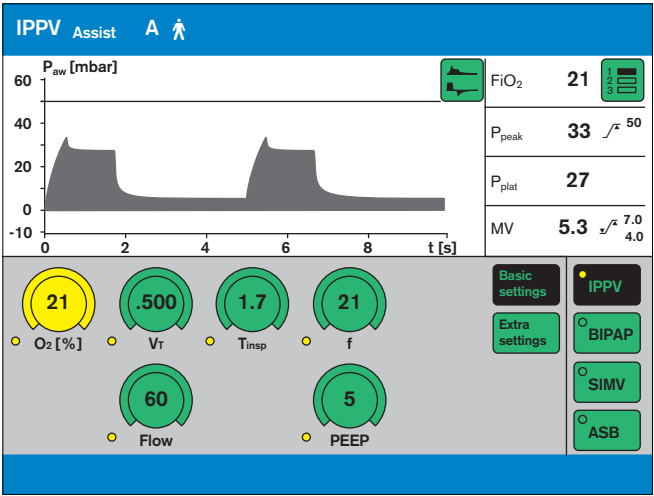 IPPV Assist A
Paw [mbar]
60
40
20
0
-10
0 2 4 6 8 t [s]
FiO2 21
1
2
3
Ppeak 33 50
Pplat 27
MV 5.3 7.0
4.0
21
O2 [%]
.500
VT
1.7
Tinsp
21
f
60
Flow
5
PEEP
Basic
settings
Extra
settings
IPPV
BIPAP
SIMV
ASB